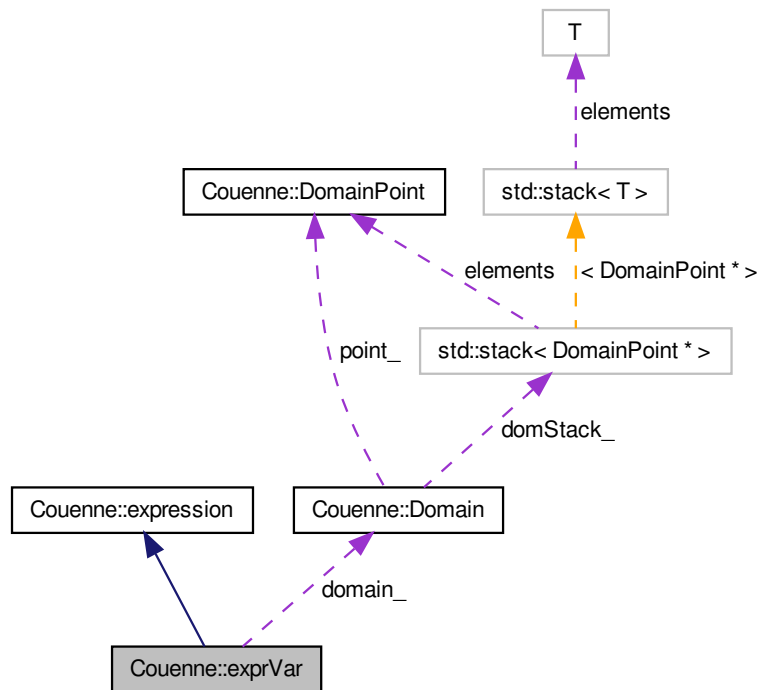 T
elements
Couenne::DomainPoint
std::stack< T >
elements
< DomainPoint * >
point_
std::stack< DomainPoint * >
domStack_
Couenne::expression
Couenne::Domain
domain_
Couenne::exprVar